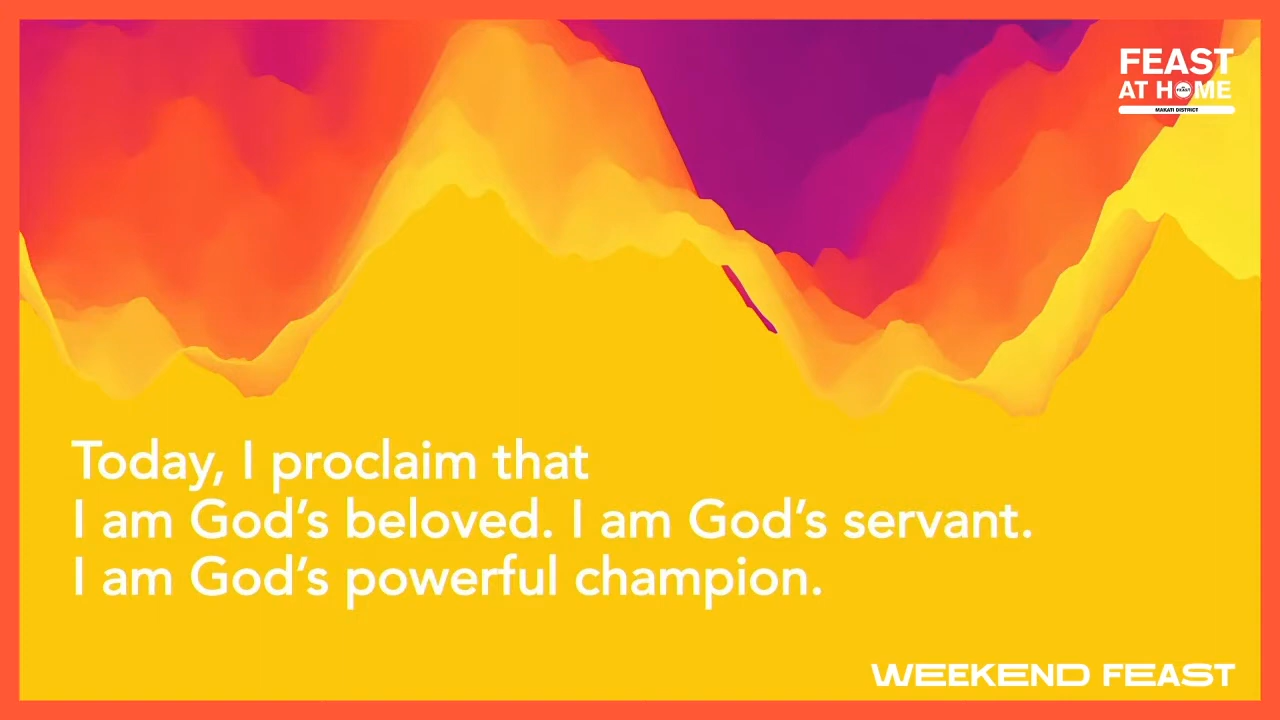 FEAST
AT HOME
MAKATI DISTRICT
Today, I proclaim that
I am God’s beloved. I am God’s servant.
I am God’s powerful champion.
WEEKEND FEAST